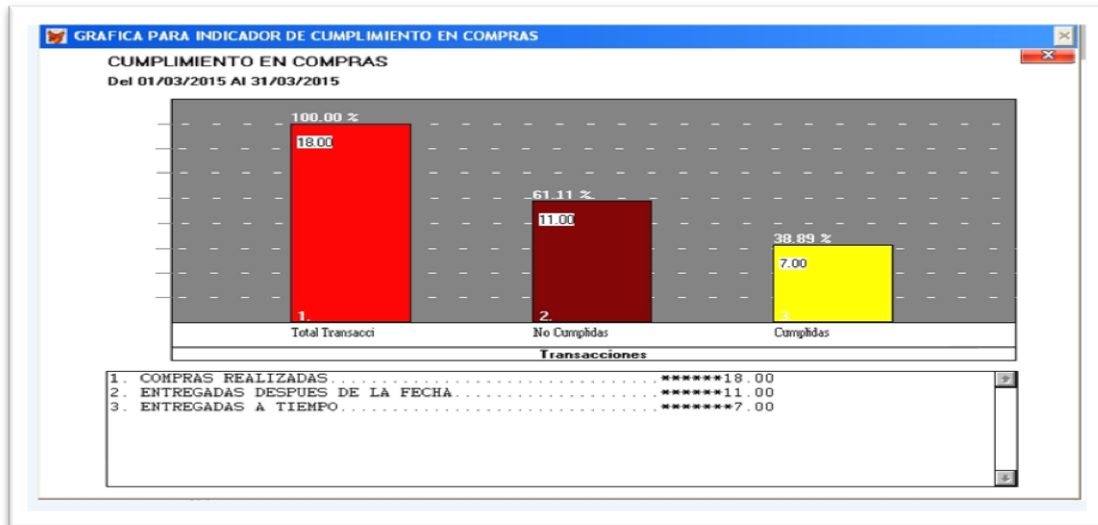 GRAFICA PARA INDICADOR DE CUMPLIMIENTO EN COMPRAS
CUMPLIMIENTO EN COMPRAS
Del 01/03/2015 Al 31/03/2015
100.00 %
18.00
61.11 %
11.00
38.89 %
7.00
1.
2.
3.
Total Transacci
No Cumplidas
Cumplidas
Transacciones
1. COMPRAS REALIZADAS.................................******18.00
2. ENTREGADAS DESPUES DE LA FECHA.....................******11.00
3. ENTREGADAS A TIEMPO................................*******7.00